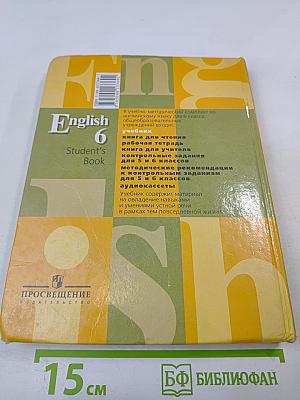 Eng
lish
English
6
Student's
Book
В учебно-методический комплект по
английскому языку для 6 класса
общеобразовательных
учреждений входят:
учебник
книга для чтения
рабочая тетрадь
книга для учителя
контрольные задания
для 5 и 6 классов
методические рекомендации
к контрольным заданиям
для 5 и 6 классов
аудиокассеты
Учебник содержит материал
на овладение навыками
и умениями устной речи
в рамках тем повседневной жизни
ПРОСВЕЩЕНИЕ
ИЗДАТЕЛЬСТВО
15 см
БФ БИБЛИОФАН